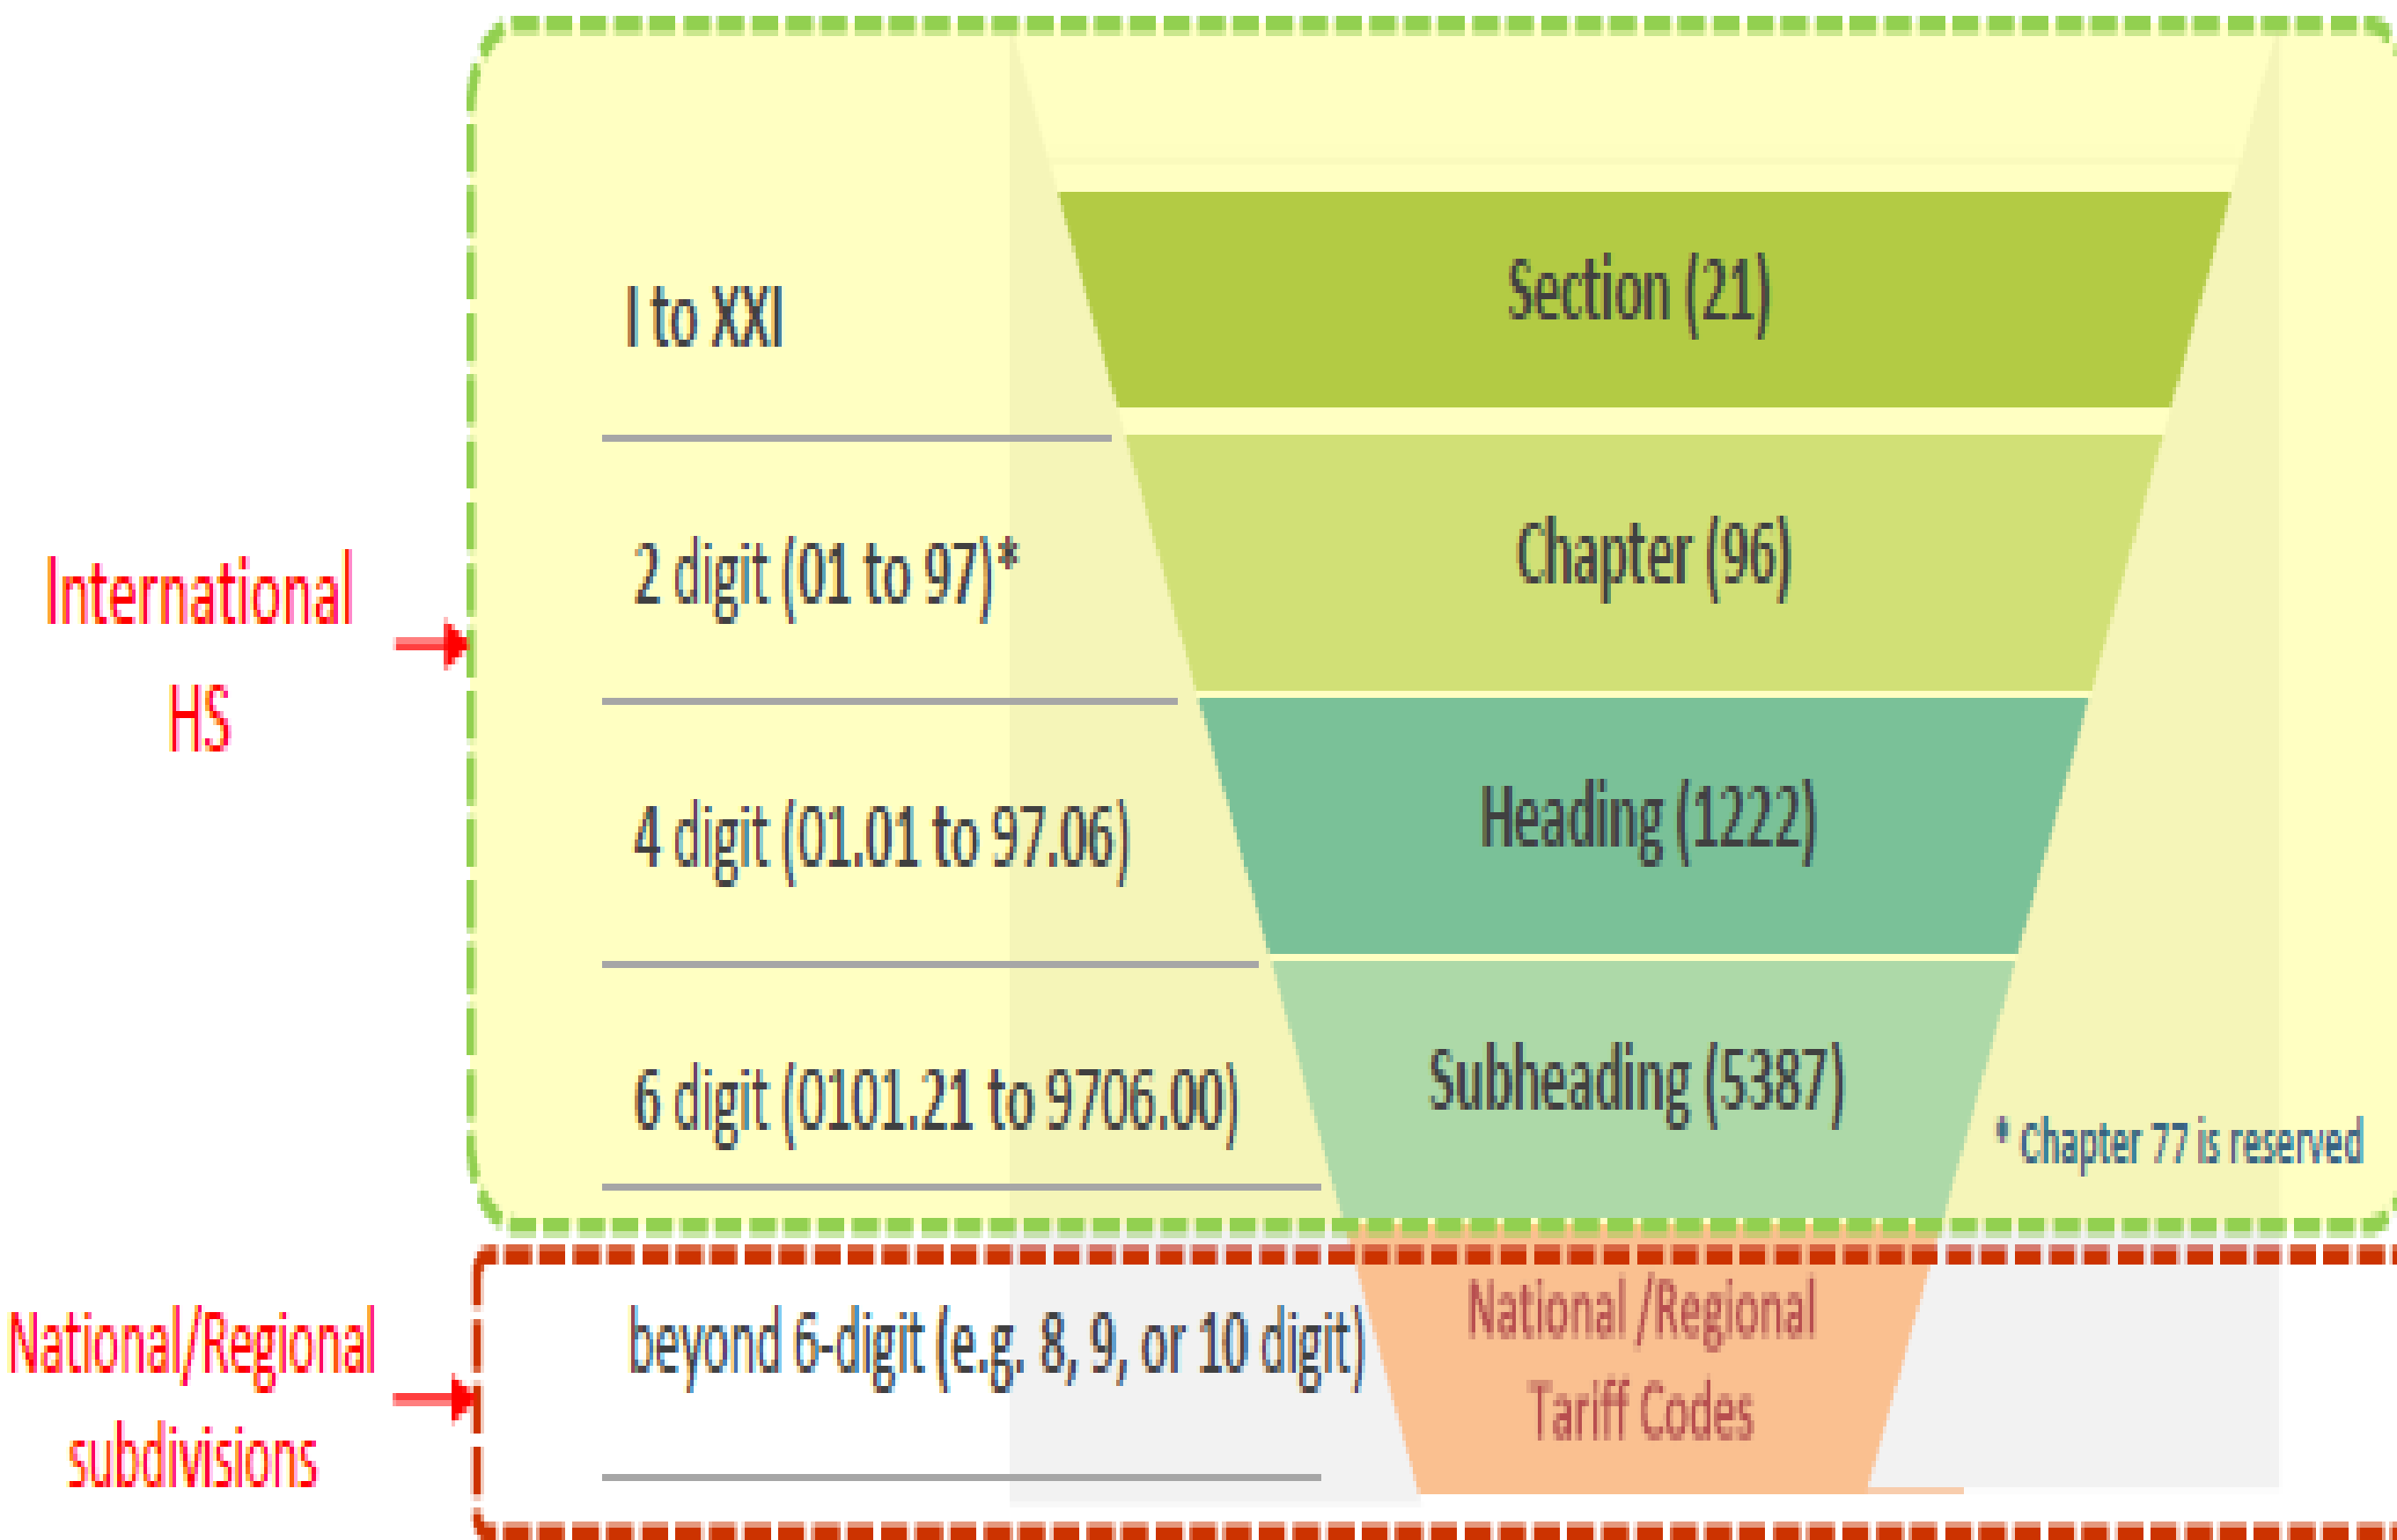 I to XXI
Section (21)
2 digit (01 to 97)*
Chapter (96)
International
HS
4 digit (01.01 to 97.06)
Heading (1222)
6 digit (0101.21 to 9706.00)
Subheading (5387)
* Chapter 77 is reserved
National/Regional
subdivisions
beyond 6-digit (e.g. 8, 9, or 10 digit)
National /Regional
Tariff Codes